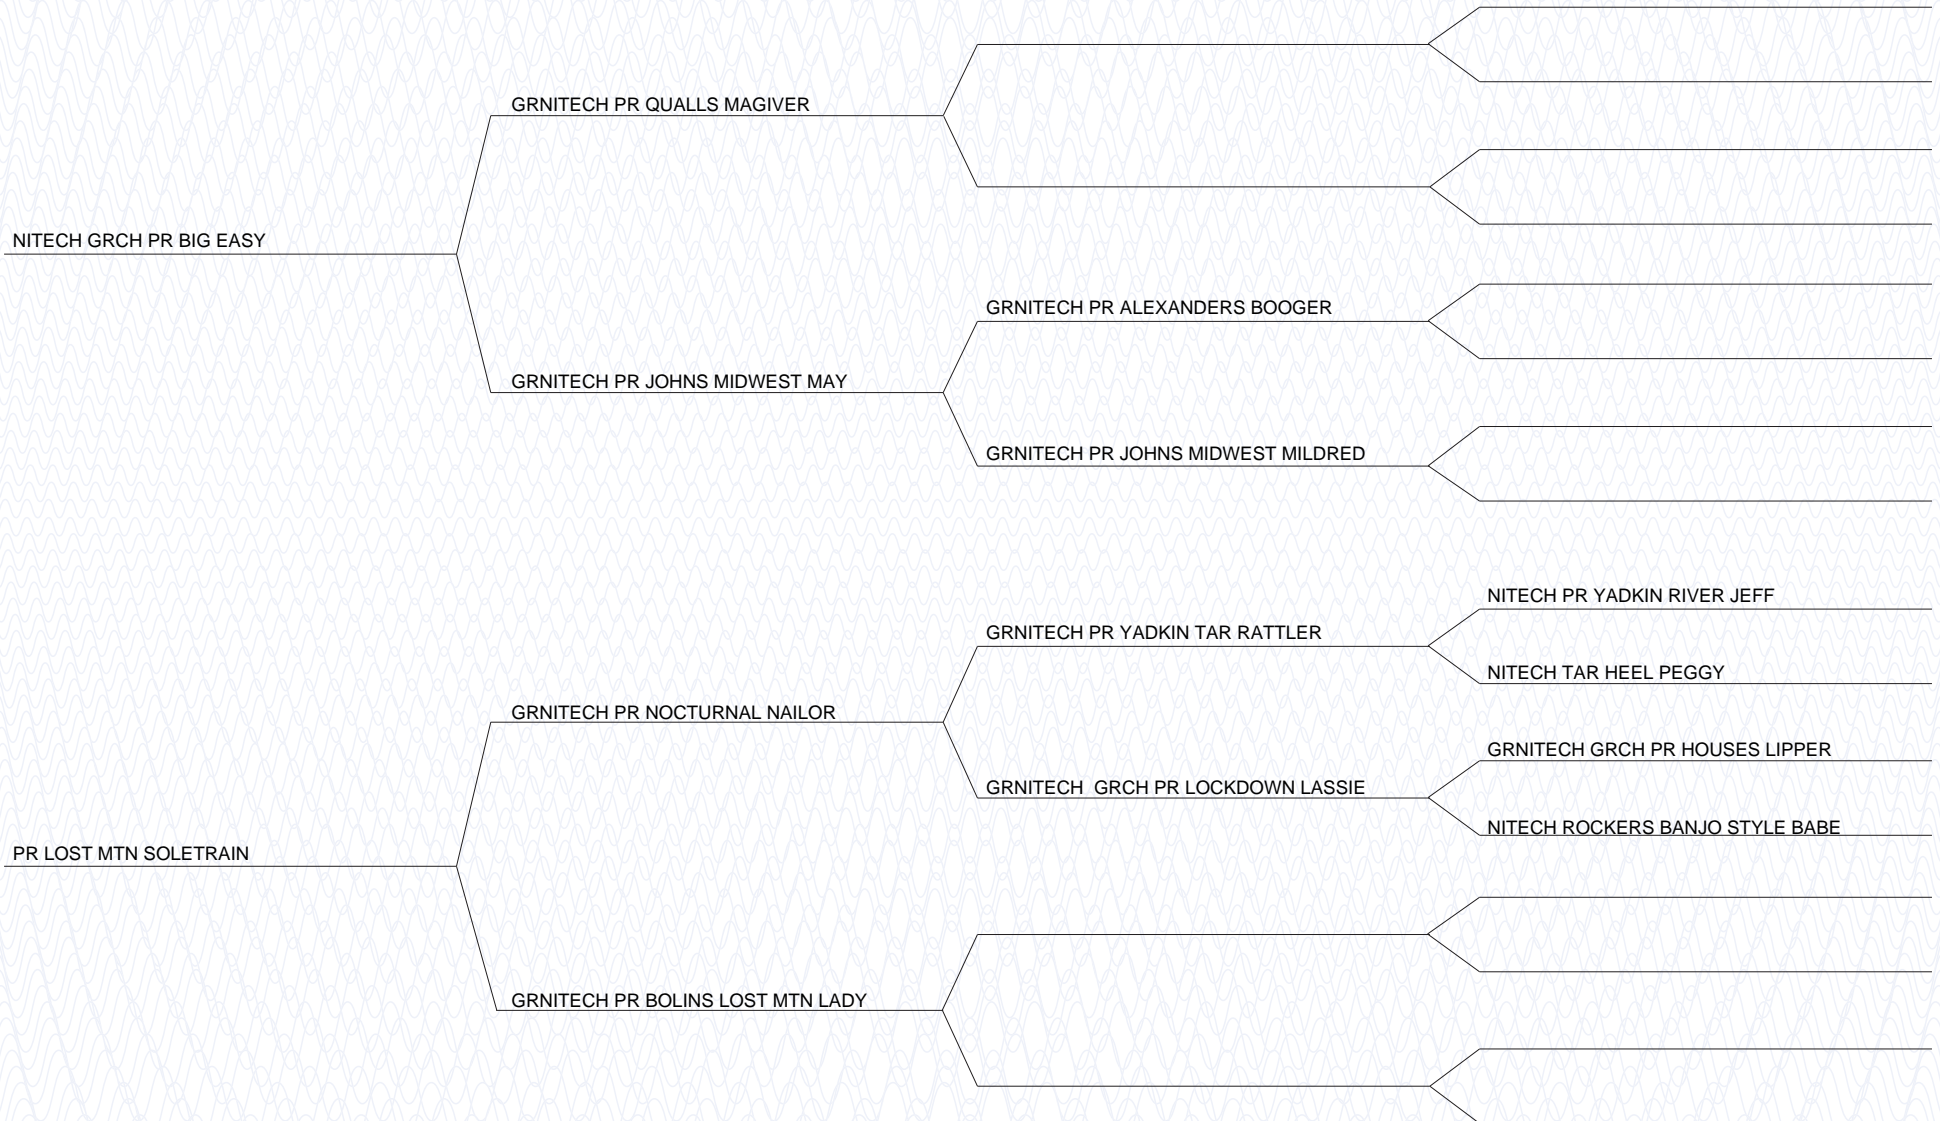 GRNITECH PR QUALLS MAGIVER
NITECH GRCH PR BIG EASY
GRNITECH PR ALEXANDERS BOOGER
GRNITECH PR JOHNS MIDWEST MAY
GRNITECH PR JOHNS MIDWEST MILDRED
NITECH PR YADKIN RIVER JEFF
GRNITECH PR YADKIN TAR RATTLER
NITECH TAR HEEL PEGGY
GRNITECH PR NOCTURNAL NAILOR
GRNITECH GRCH PR HOUSES LIPPER
GRNITECH  GRCH PR LOCKDOWN LASSIE
NITECH ROCKERS BANJO STYLE BABE
PR LOST MTN SOLETRAIN
GRNITECH PR BOLINS LOST MTN LADY